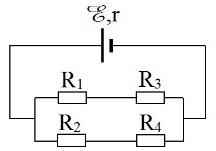 ℰ,r
R₁ R₃
R₂ R₄